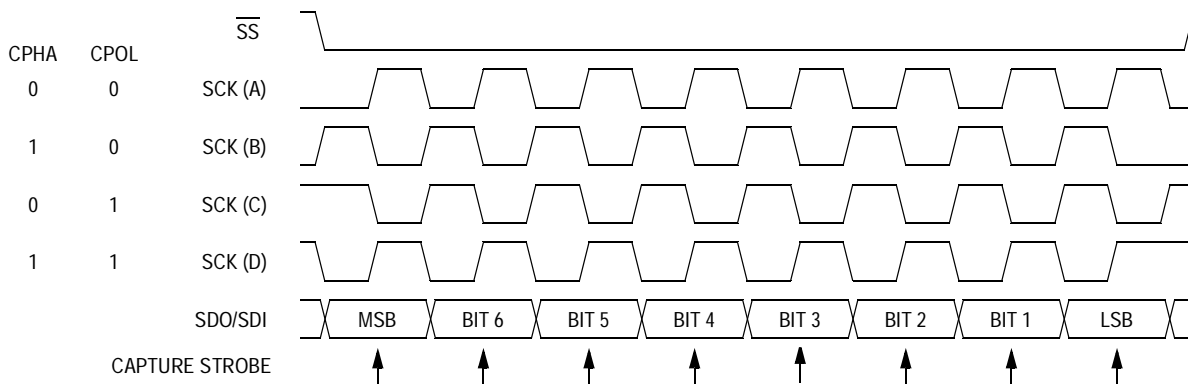 SS
CPHA CPOL
0 0 SCK (A)
1 0 SCK (B)
0 1 SCK (C)
1 1 SCK (D)
SDO/SDI MSB BIT 6 BIT 5 BIT 4 BIT 3 BIT 2 BIT 1 LSB
CAPTURE STROBE